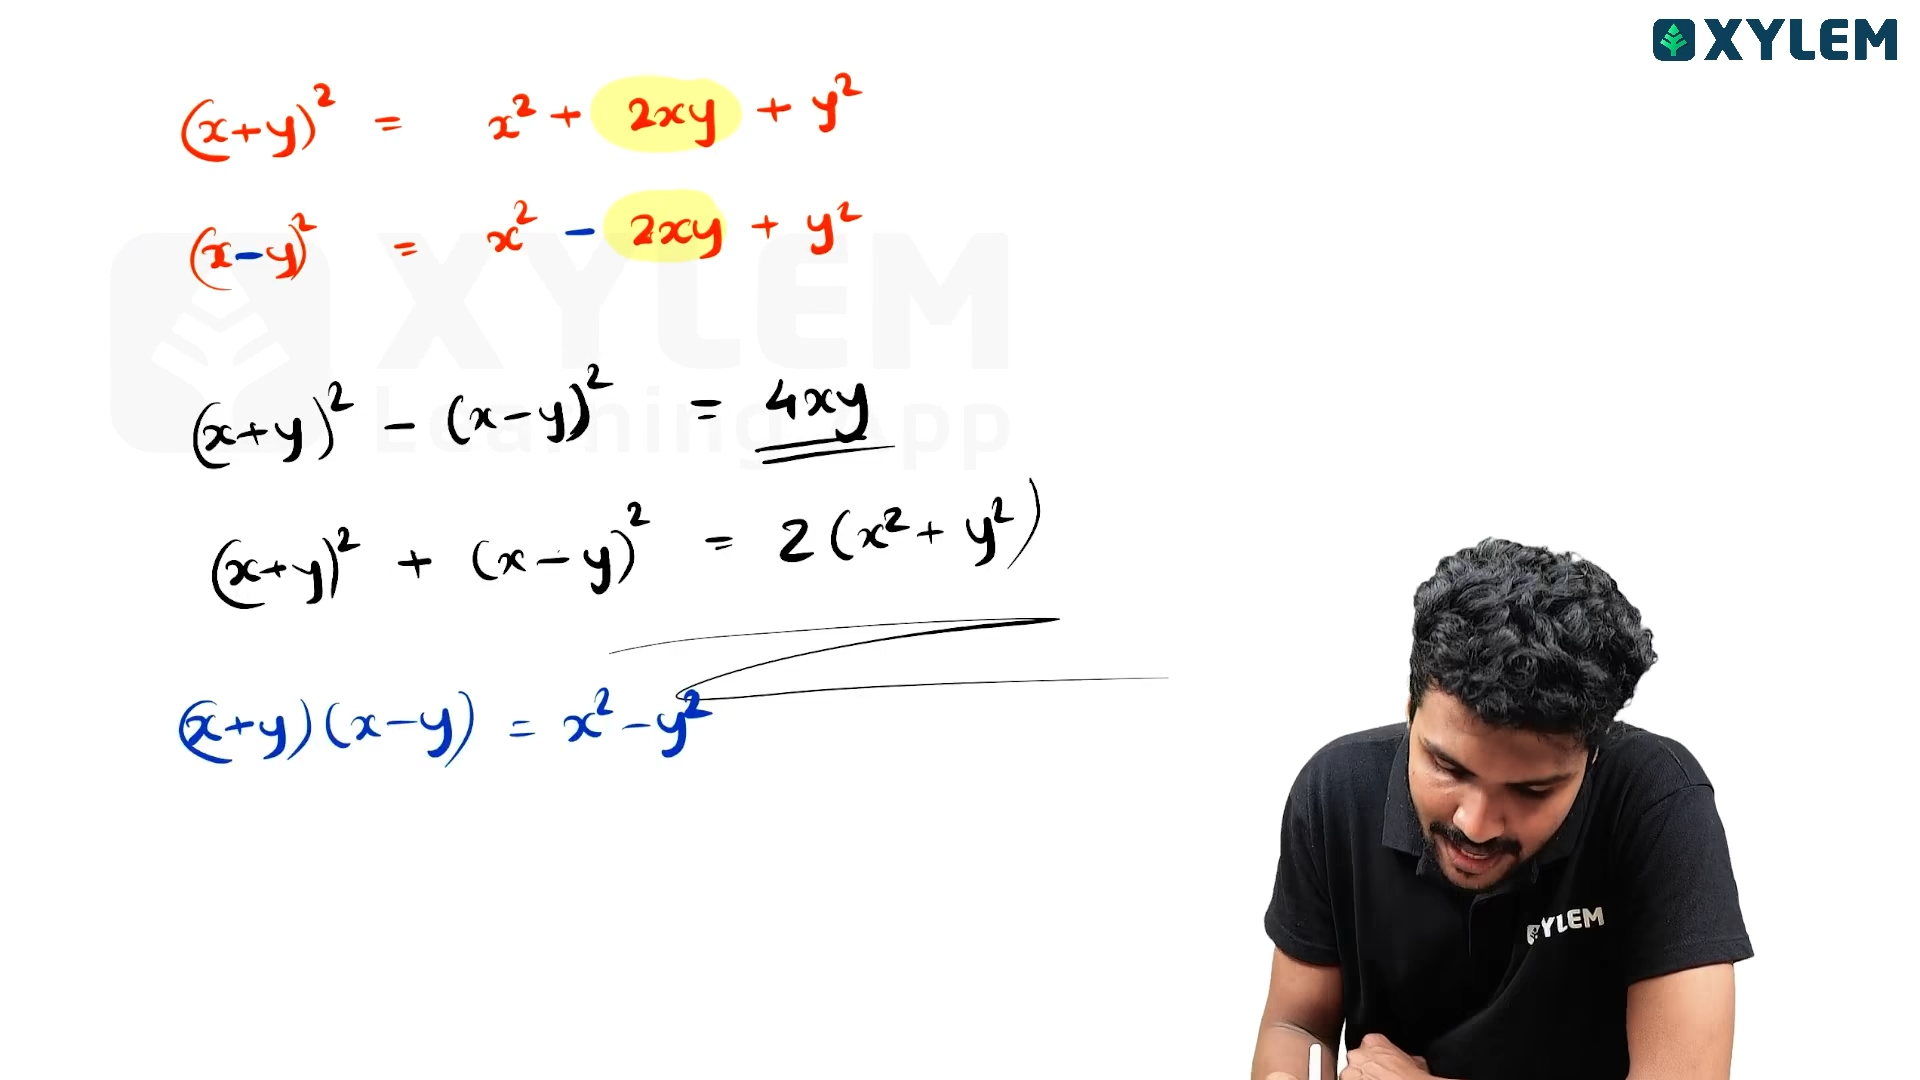 XYLEM
(x+y)² = x² + 2xy + y²
(x-y)² = x² - 2xy + y²
XYLEM
Learning App
(x+y)² - (x-y)² = 4xy
(x+y)² + (x-y)² = 2(x² + y²)
(x+y)(x-y) = x² - y²
XYLEM